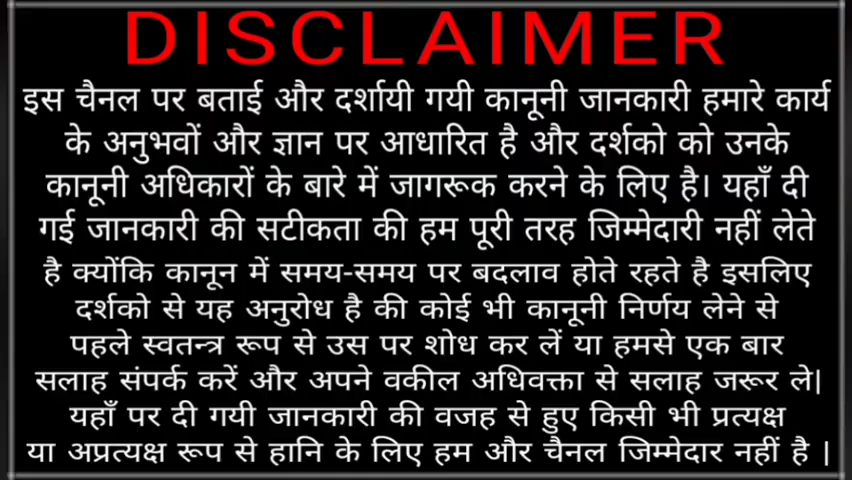 DISCLAIMER
इस चैनल पर बताई और दर्शायी गयी कानूनी जानकारी हमारे कार्य
के अनुभवों और ज्ञान पर आधारित है और दर्शको को उनके
कानूनी अधिकारों के बारे में जागरूक करने के लिए है। यहाँ दी
गई जानकारी की सटीकता की हम पूरी तरह जिम्मेदारी नहीं लेते
है क्योंकि कानून में समय-समय पर बदलाव होते रहते है इसलिए
दर्शको से यह अनुरोध है की कोई भी कानूनी निर्णय लेने से
पहले स्वतन्त्र रूप से उस पर शोध कर लें या हमसे एक बार
सलाह संपर्क करें और अपने वकील अधिवक्ता से सलाह जरूर ले|
यहाँ पर दी गयी जानकारी की वजह से हुए किसी भी प्रत्यक्ष
या अप्रत्यक्ष रूप से हानि के लिए हम और चैनल जिम्मेदार नहीं है ।